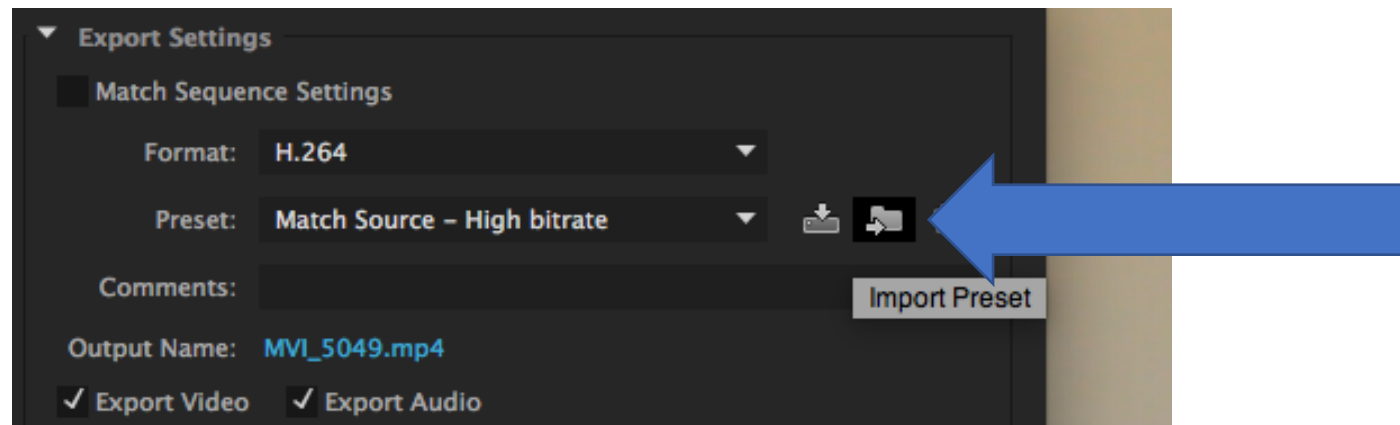 Export Settings
Match Sequence Settings
Format: H.264
Preset: Match Source – High bitrate
Comments:
Import Preset
Output Name: MVI_5049.mp4
Export Video Export Audio